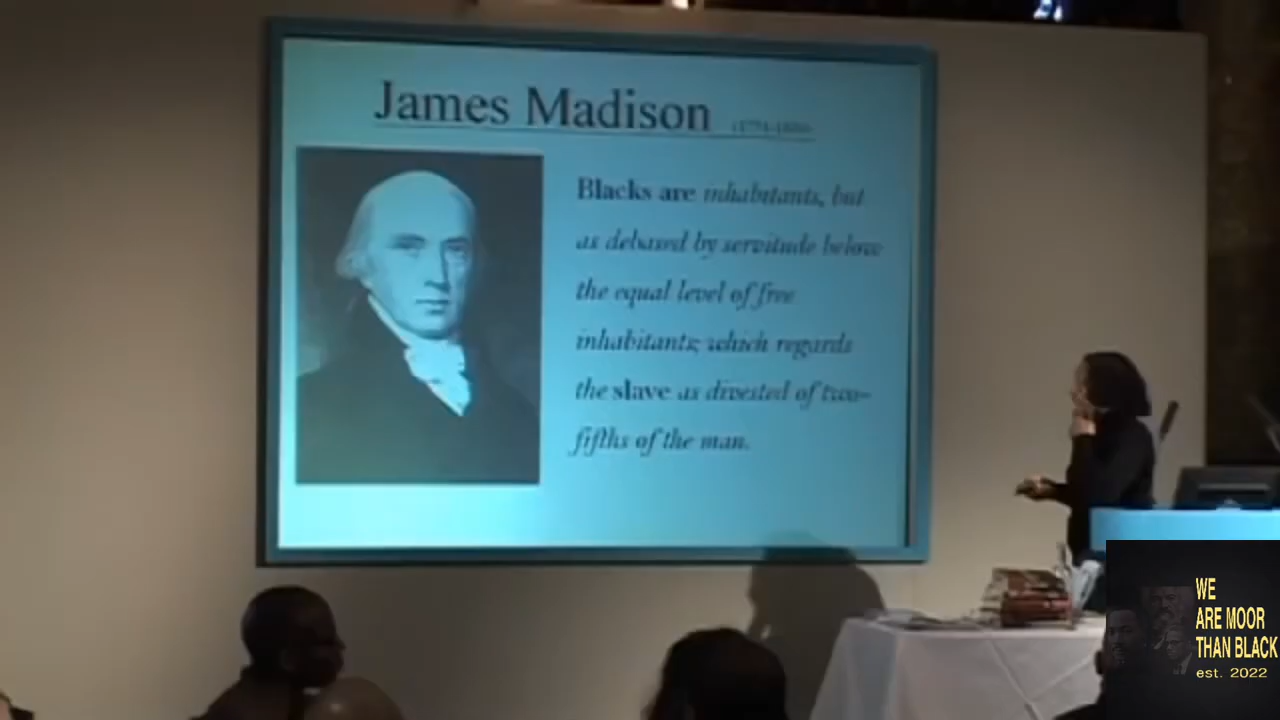 James Madison
Blacks are inhabitants, but
as debased by servitude below
the equal level of free
inhabitants; which regards
the slave as divested of two-
fifths of the man.
WE
ARE MOOR
THAN BLACK
est. 2022